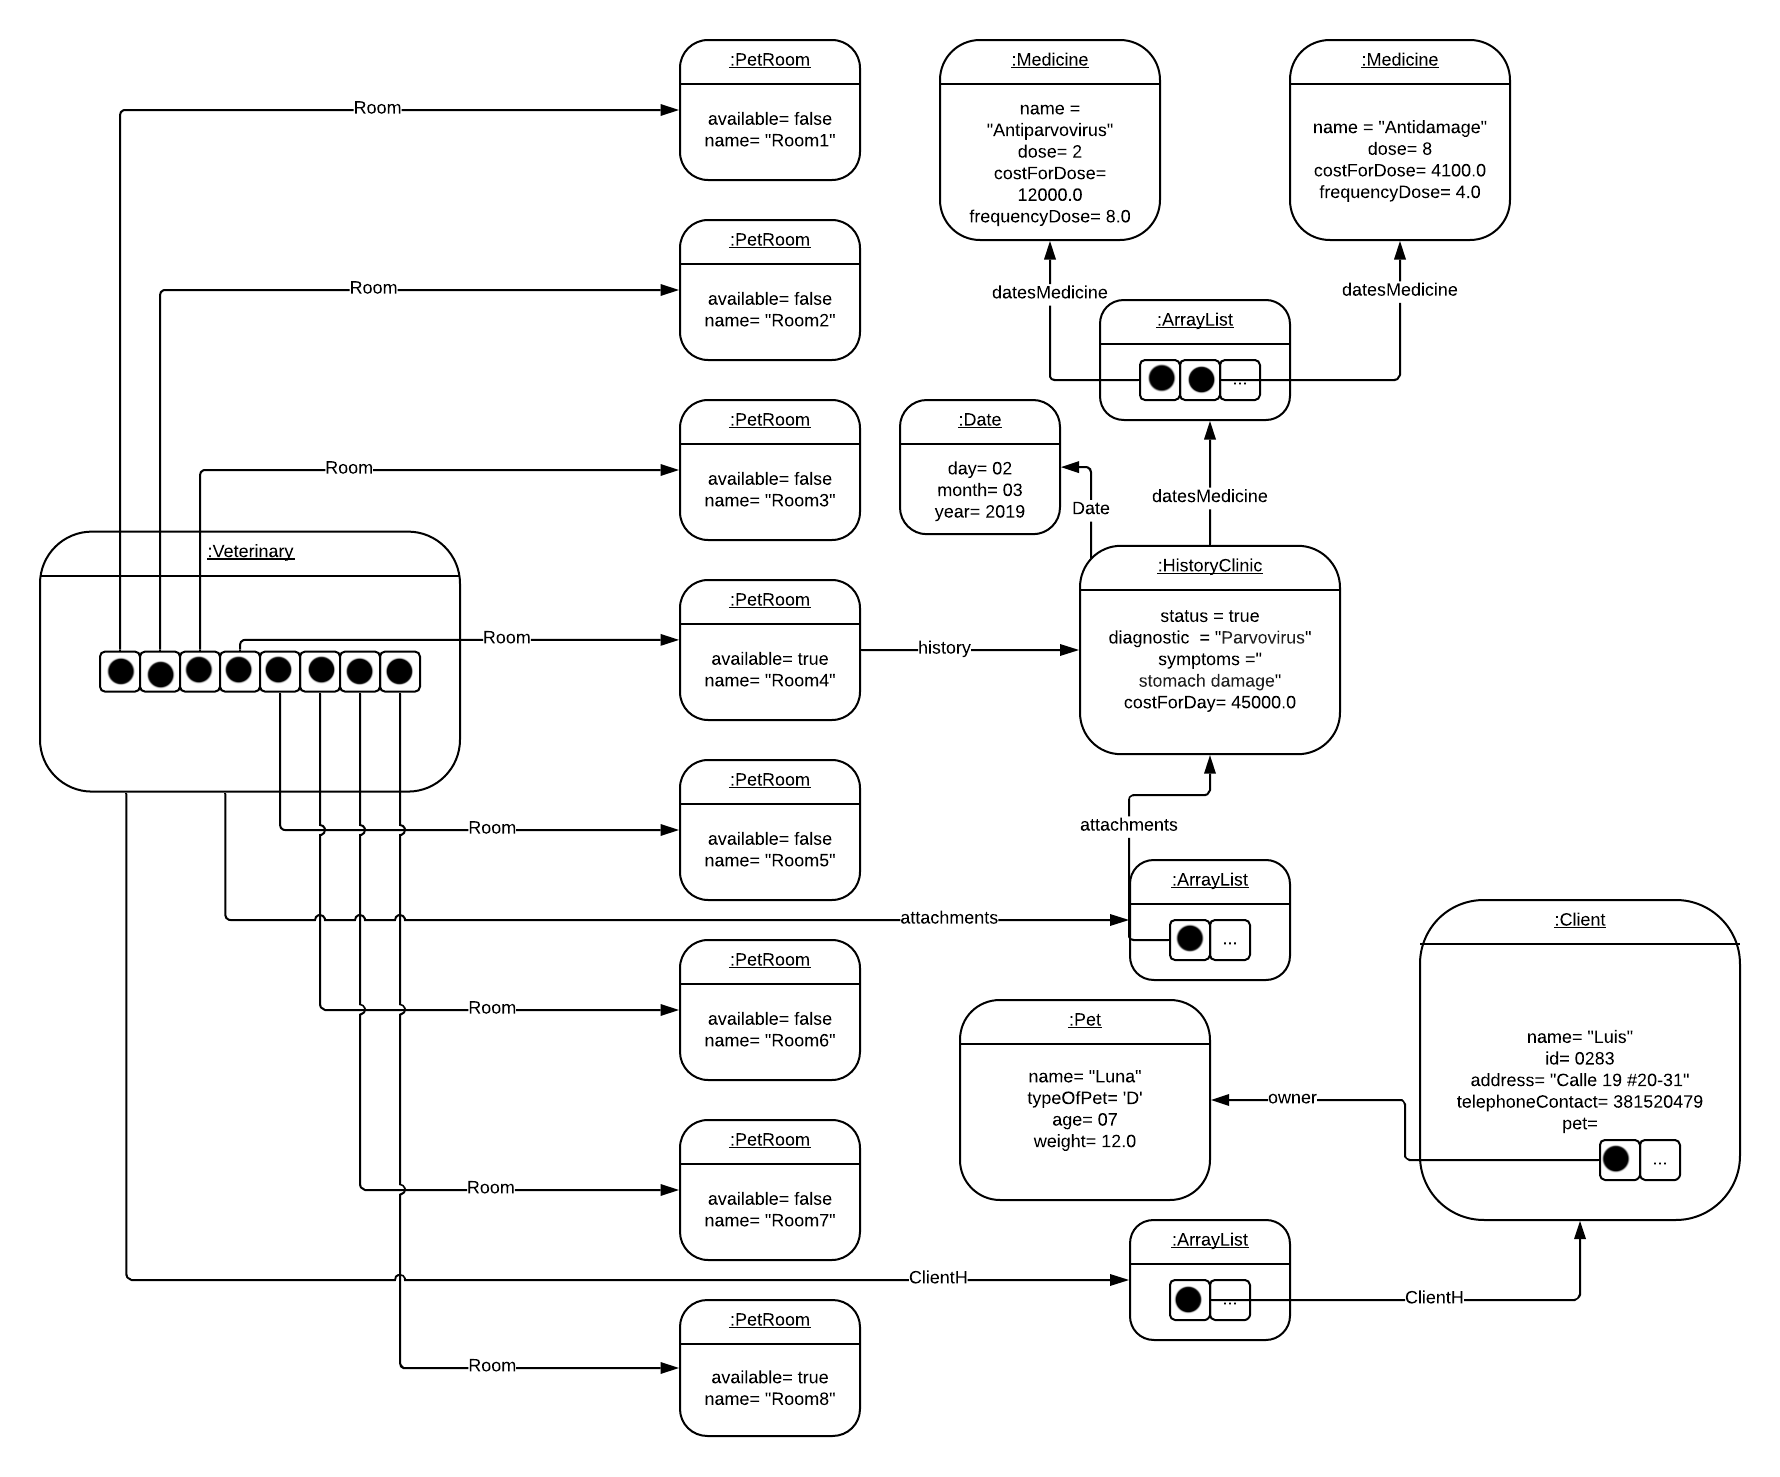 :PetRoom
available= false
name= "Room1"
:Medicine
name =
"Antiparvovirus"
dose= 2
costForDose=
12000.0
frequencyDose= 8.0
:Medicine
name = "Antidamage"
dose= 8
costForDose= 4100.0
frequencyDose= 4.0
Room
:PetRoom
available= false
name= "Room2"
Room
datesMedicine
datesMedicine
:ArrayList
...
:PetRoom
available= false
name= "Room3"
Room
:Date
day= 02
month= 03
year= 2019
Date
datesMedicine
:Veterinary
:PetRoom
available= true
name= "Room4"
Room
history
:HistoryClinic
status = true
diagnostic  = "Parvovirus"
symptoms ="
stomach damage"
costForDay= 45000.0
:PetRoom
available= false
name= "Room5"
Room
attachments
attachments
:ArrayList
...
:PetRoom
available= false
name= "Room6"
Room
:Client
name= "Luis"
id= 0283
address= "Calle 19 #20-31"
telephoneContact= 381520479
pet=
...
:Pet
name= "Luna"
typeOfPet= 'D'
age= 07
weight= 12.0
owner
:PetRoom
available= false
name= "Room7"
Room
ClientH
:ArrayList
...
ClientH
:PetRoom
available= true
name= "Room8"
Room